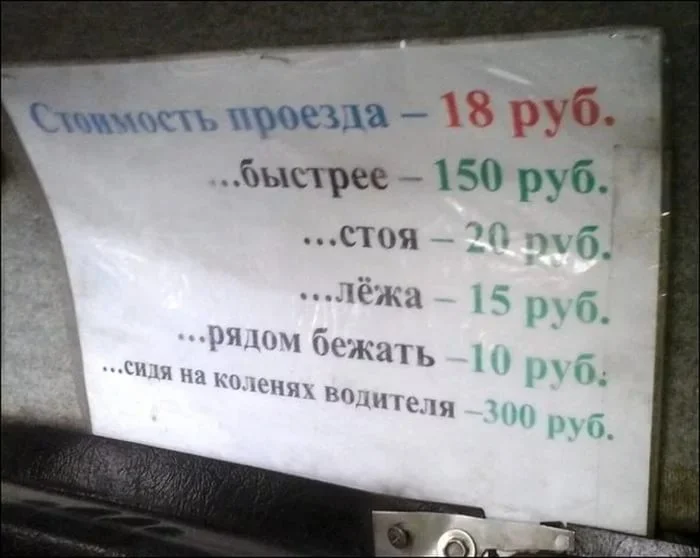 Стоимость проезда – 18 руб.
...быстрее – 150 руб.
...стоя – 20 руб.
...лёжа – 15 руб.
...рядом бежать –10 руб.
...сидя на коленях водителя –300 руб.